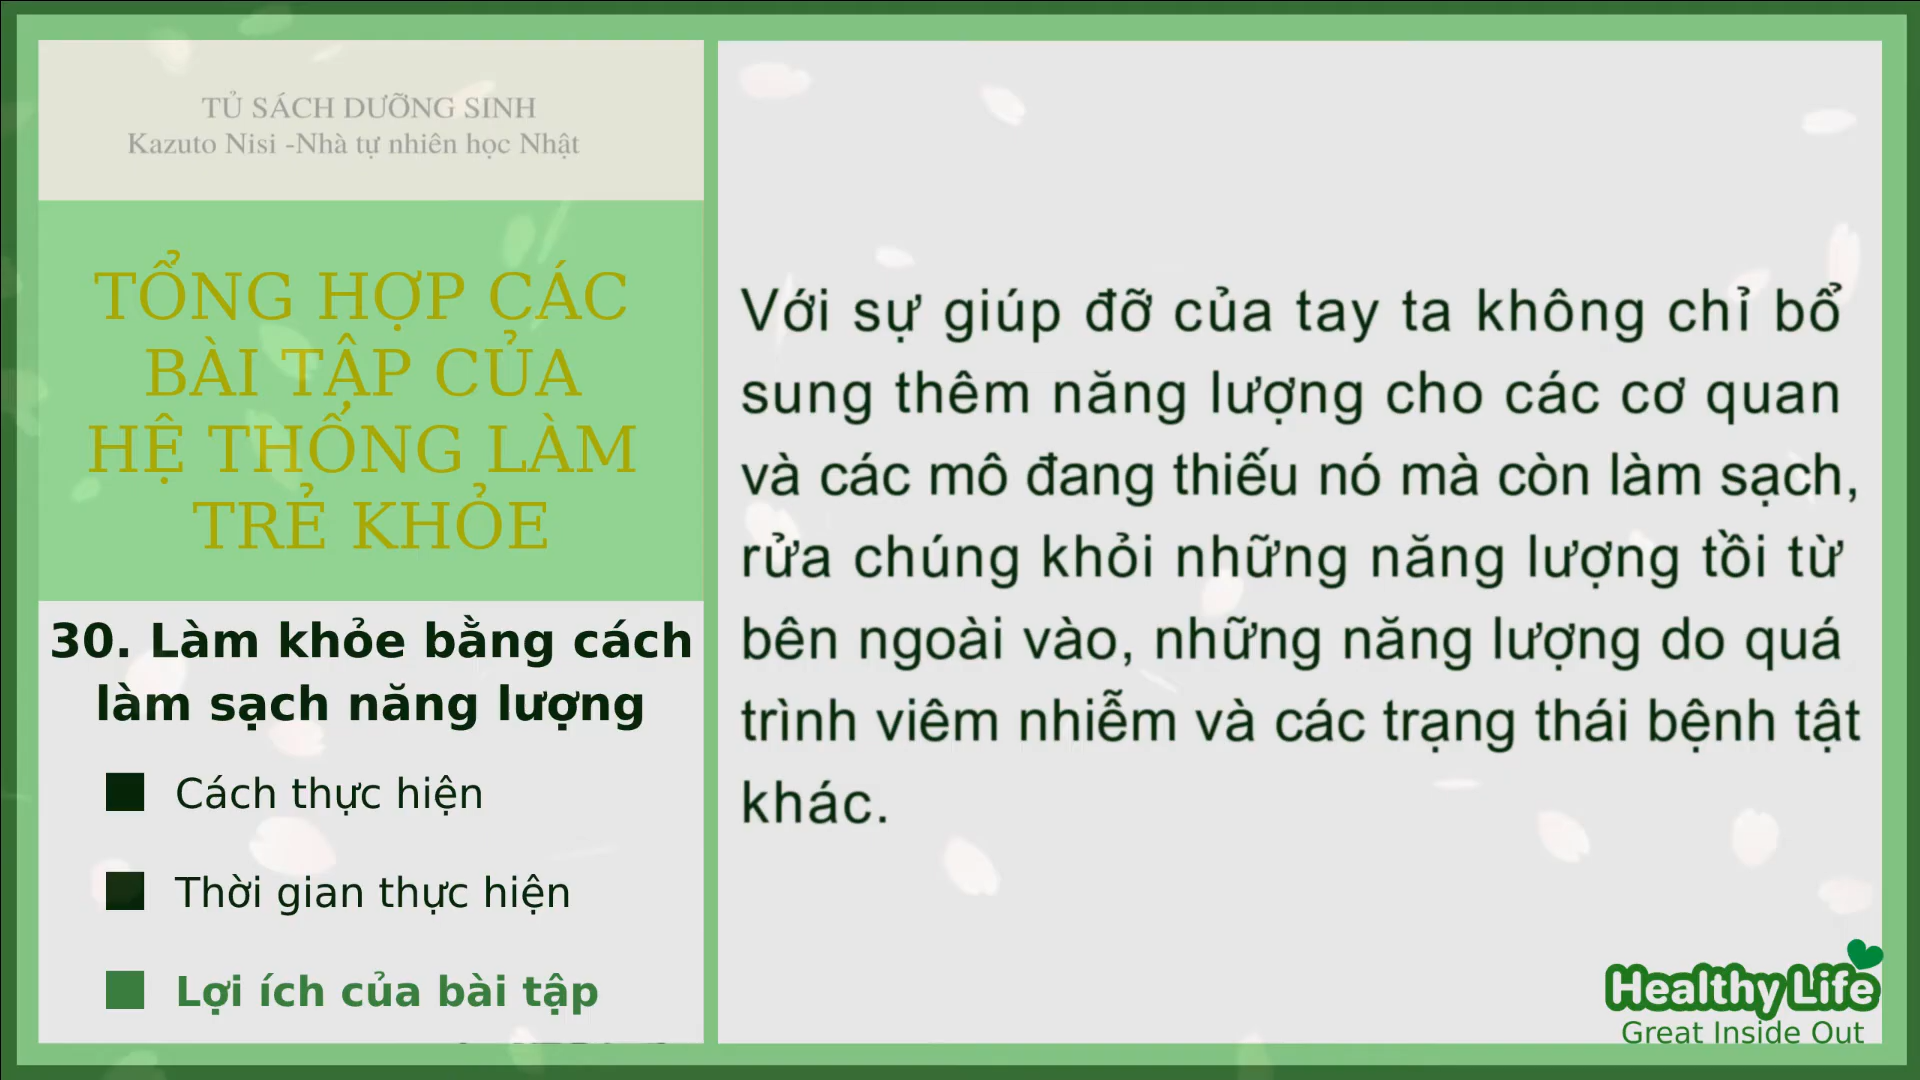 TỦ SÁCH DƯỠNG SINH
Kazuto Nisi -Nhà tự nhiên học Nhật
TỔNG HỢP CÁC
BÀI TẬP CỦA
HỆ THỐNG LÀM
TRẺ KHỎE
30. Làm khỏe bằng cách
làm sạch năng lượng
Cách thực hiện
Thời gian thực hiện
Lợi ích của bài tập
Với sự giúp đỡ của tay ta không chỉ bổ
sung thêm năng lượng cho các cơ quan
và các mô đang thiếu nó mà còn làm sạch,
rửa chúng khỏi những năng lượng tồi từ
bên ngoài vào, những năng lượng do quá
trình viêm nhiễm và các trạng thái bệnh tật
khác.
Healthy Life
Great Inside Out